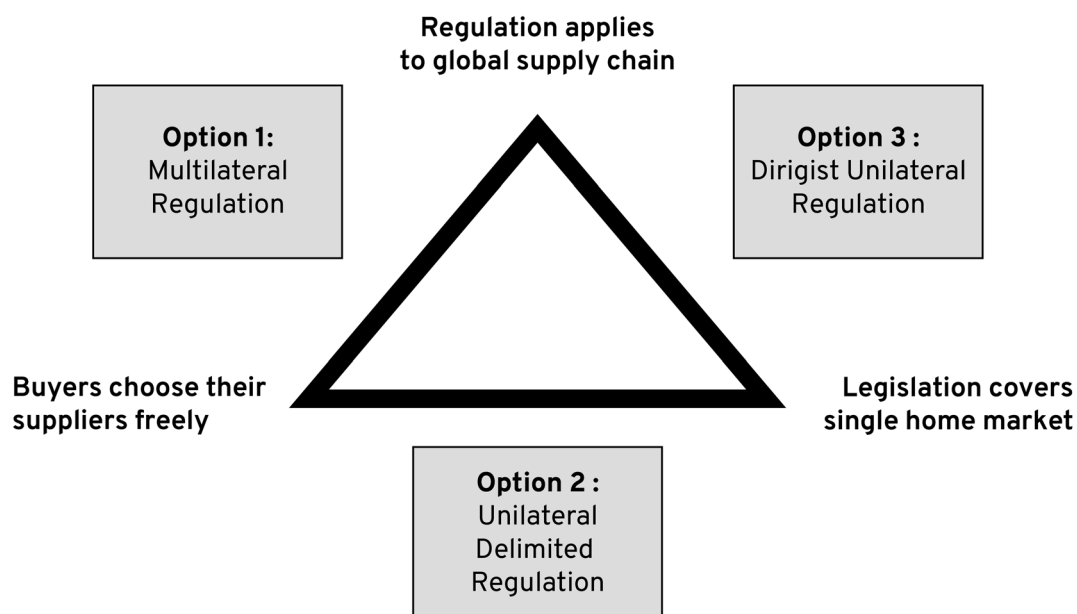 Regulation applies
to global supply chain
Option 1:
Multilateral
Regulation
Option 3 :
Dirigist Unilateral
Regulation
Buyers choose their
suppliers freely
Legislation covers
single home market
Option 2 :
Unilateral
Delimited
Regulation